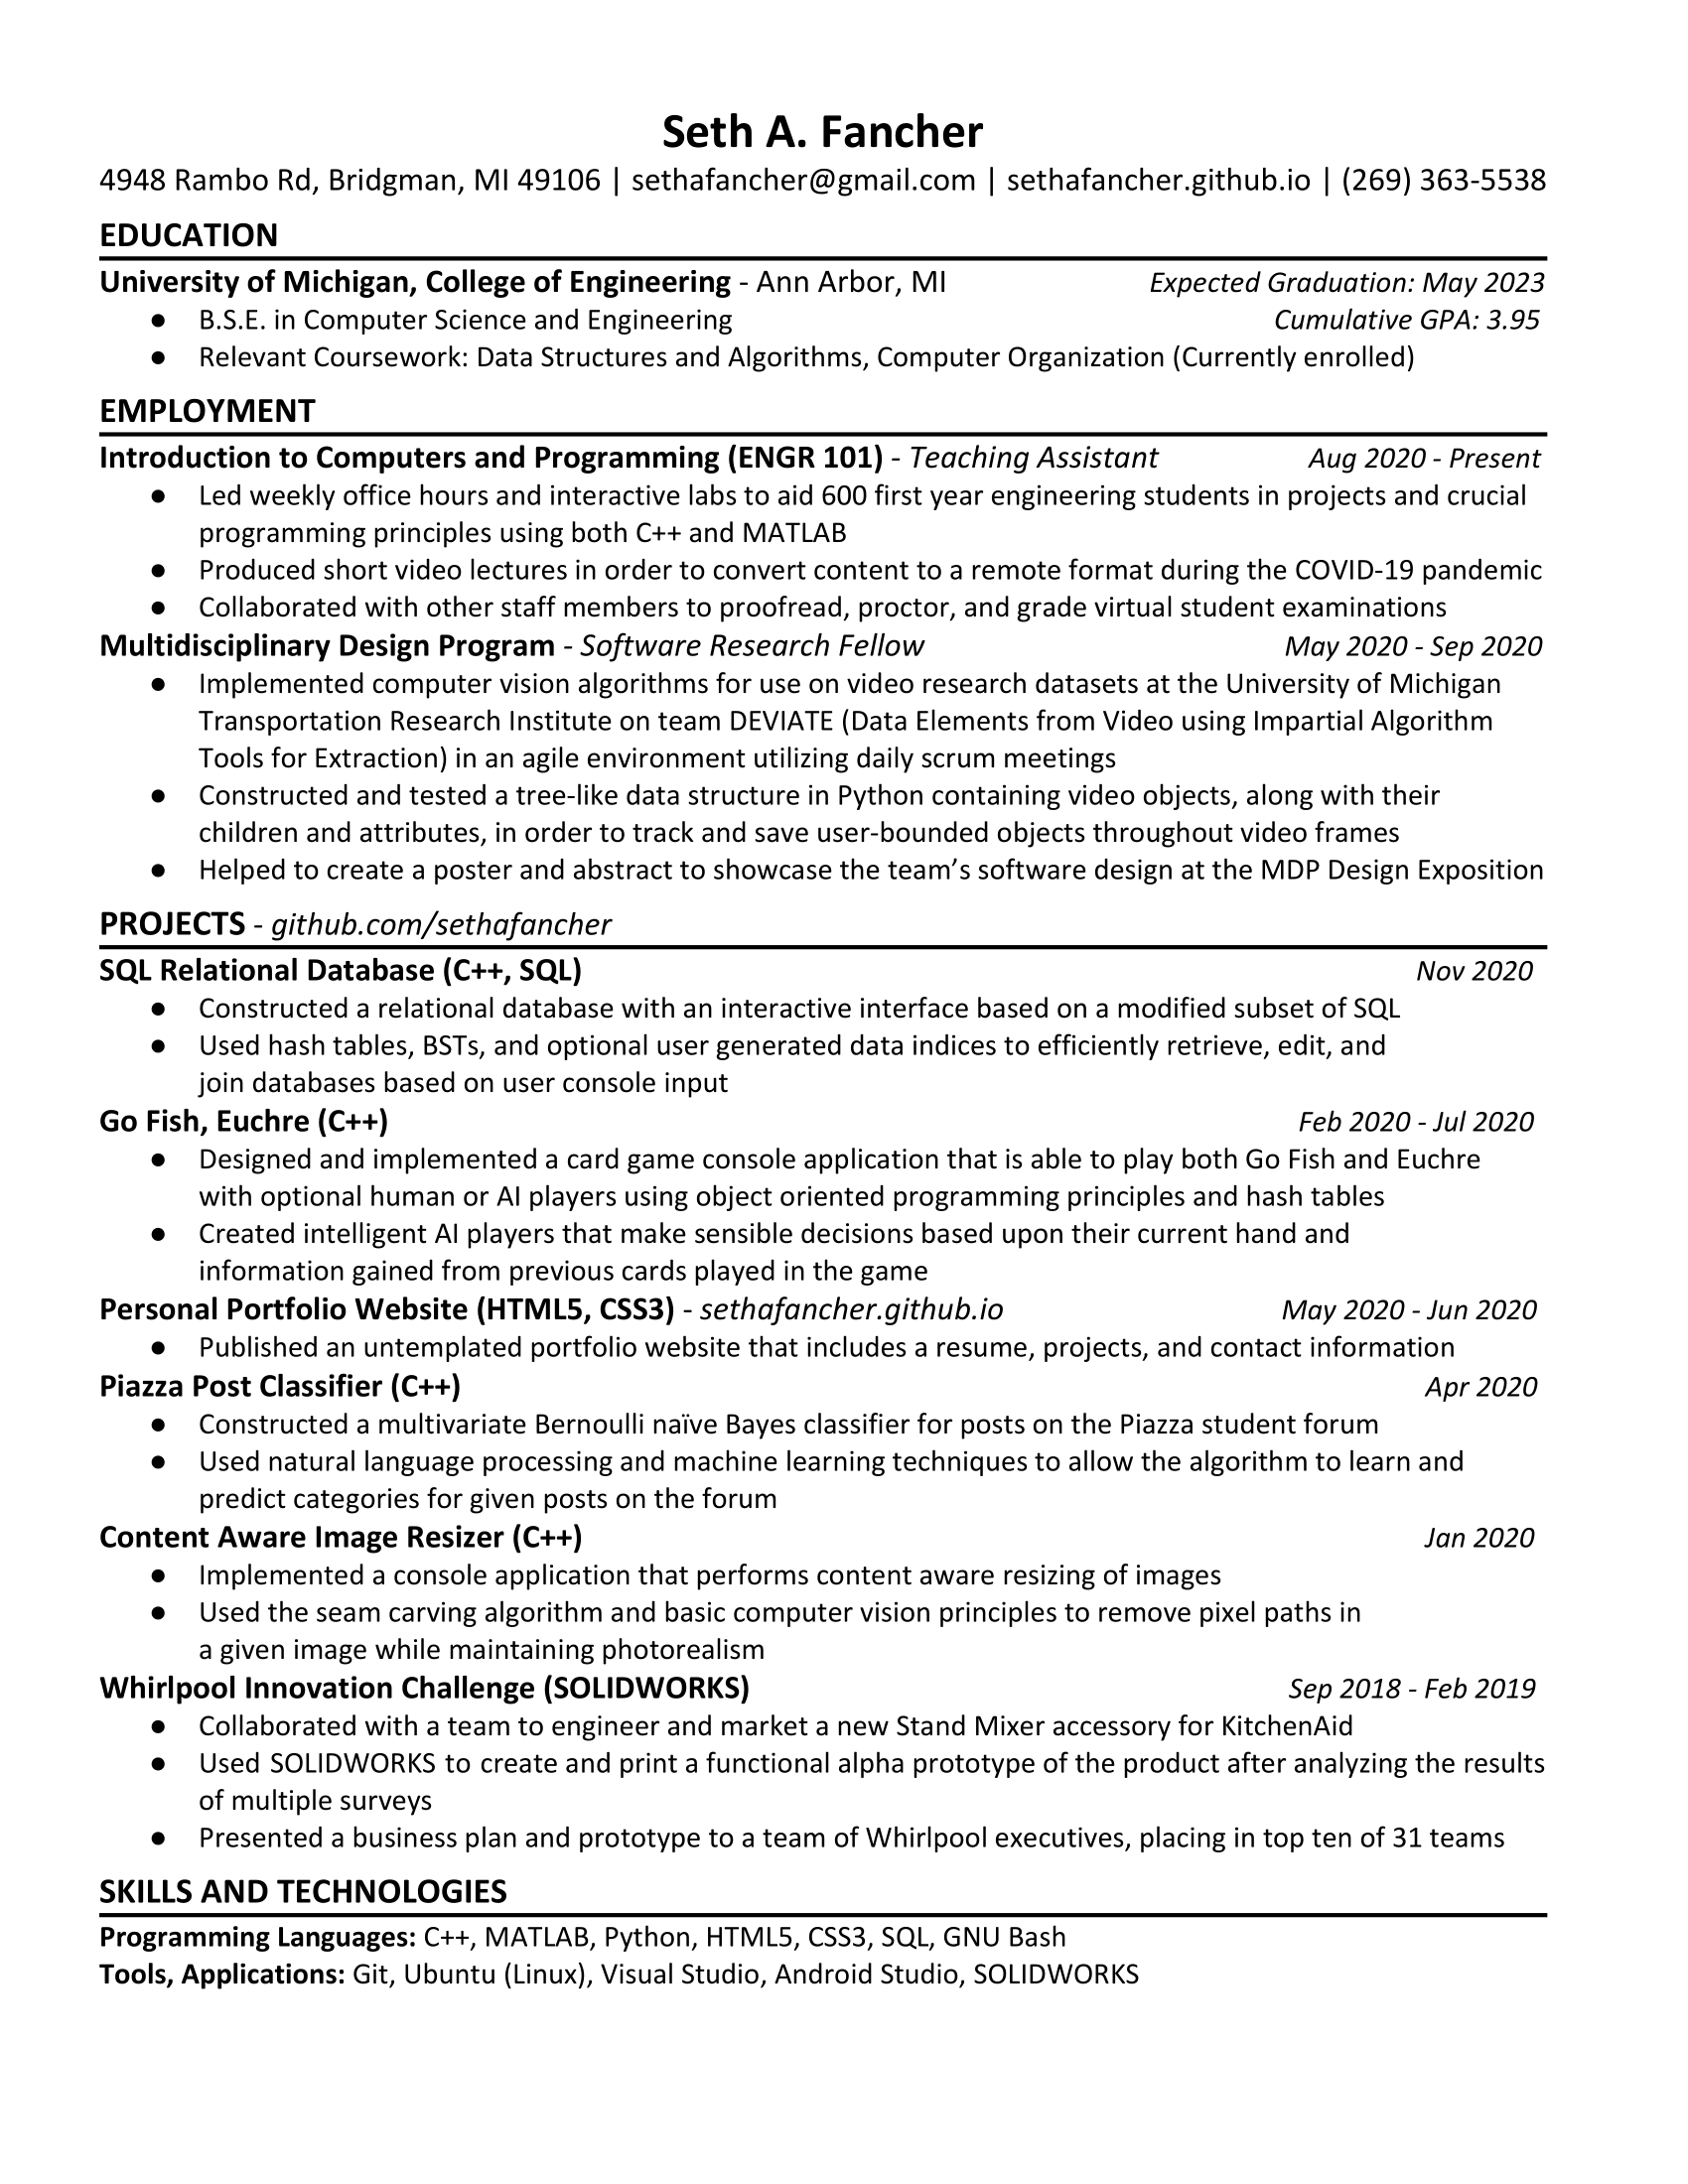 Seth A. Fancher
4948 Rambo Rd, Bridgman, MI 49106 | sethafancher@gmail.com | sethafancher.github.io | (269) 363-5538
EDUCATION
University of Michigan, College of Engineering - Ann Arbor, MI Expected Graduation: May 2023
● B.S.E. in Computer Science and Engineering Cumulative GPA: 3.95
● Relevant Coursework: Data Structures and Algorithms, Computer Organization (Currently enrolled)
EMPLOYMENT
Introduction to Computers and Programming (ENGR 101) - Teaching Assistant Aug 2020 - Present
● Led weekly office hours and interactive labs to aid 600 first year engineering students in projects and crucial
programming principles using both C++ and MATLAB
● Produced short video lectures in order to convert content to a remote format during the COVID-19 pandemic
● Collaborated with other staff members to proofread, proctor, and grade virtual student examinations
Multidisciplinary Design Program - Software Research Fellow May 2020 - Sep 2020
● Implemented computer vision algorithms for use on video research datasets at the University of Michigan
Transportation Research Institute on team DEVIATE (Data Elements from Video using Impartial Algorithm
Tools for Extraction) in an agile environment utilizing daily scrum meetings
● Constructed and tested a tree-like data structure in Python containing video objects, along with their
children and attributes, in order to track and save user-bounded objects throughout video frames
● Helped to create a poster and abstract to showcase the team’s software design at the MDP Design Exposition
PROJECTS - github.com/sethafancher
SQL Relational Database (C++, SQL) Nov 2020
● Constructed a relational database with an interactive interface based on a modified subset of SQL
● Used hash tables, BSTs, and optional user generated data indices to efficiently retrieve, edit, and
join databases based on user console input
Go Fish, Euchre (C++) Feb 2020 - Jul 2020
● Designed and implemented a card game console application that is able to play both Go Fish and Euchre
with optional human or AI players using object oriented programming principles and hash tables
● Created intelligent AI players that make sensible decisions based upon their current hand and
information gained from previous cards played in the game
Personal Portfolio Website (HTML5, CSS3) - sethafancher.github.io May 2020 - Jun 2020
● Published an untemplated portfolio website that includes a resume, projects, and contact information
Piazza Post Classifier (C++) Apr 2020
● Constructed a multivariate Bernoulli naïve Bayes classifier for posts on the Piazza student forum
● Used natural language processing and machine learning techniques to allow the algorithm to learn and
predict categories for given posts on the forum
Content Aware Image Resizer (C++) Jan 2020
● Implemented a console application that performs content aware resizing of images
● Used the seam carving algorithm and basic computer vision principles to remove pixel paths in
a given image while maintaining photorealism
Whirlpool Innovation Challenge (SOLIDWORKS) Sep 2018 - Feb 2019
● Collaborated with a team to engineer and market a new Stand Mixer accessory for KitchenAid
● Used SOLIDWORKS to create and print a functional alpha prototype of the product after analyzing the results
of multiple surveys
● Presented a business plan and prototype to a team of Whirlpool executives, placing in top ten of 31 teams
SKILLS AND TECHNOLOGIES
Programming Languages: C++, MATLAB, Python, HTML5, CSS3, SQL, GNU Bash
Tools, Applications: Git, Ubuntu (Linux), Visual Studio, Android Studio, SOLIDWORKS